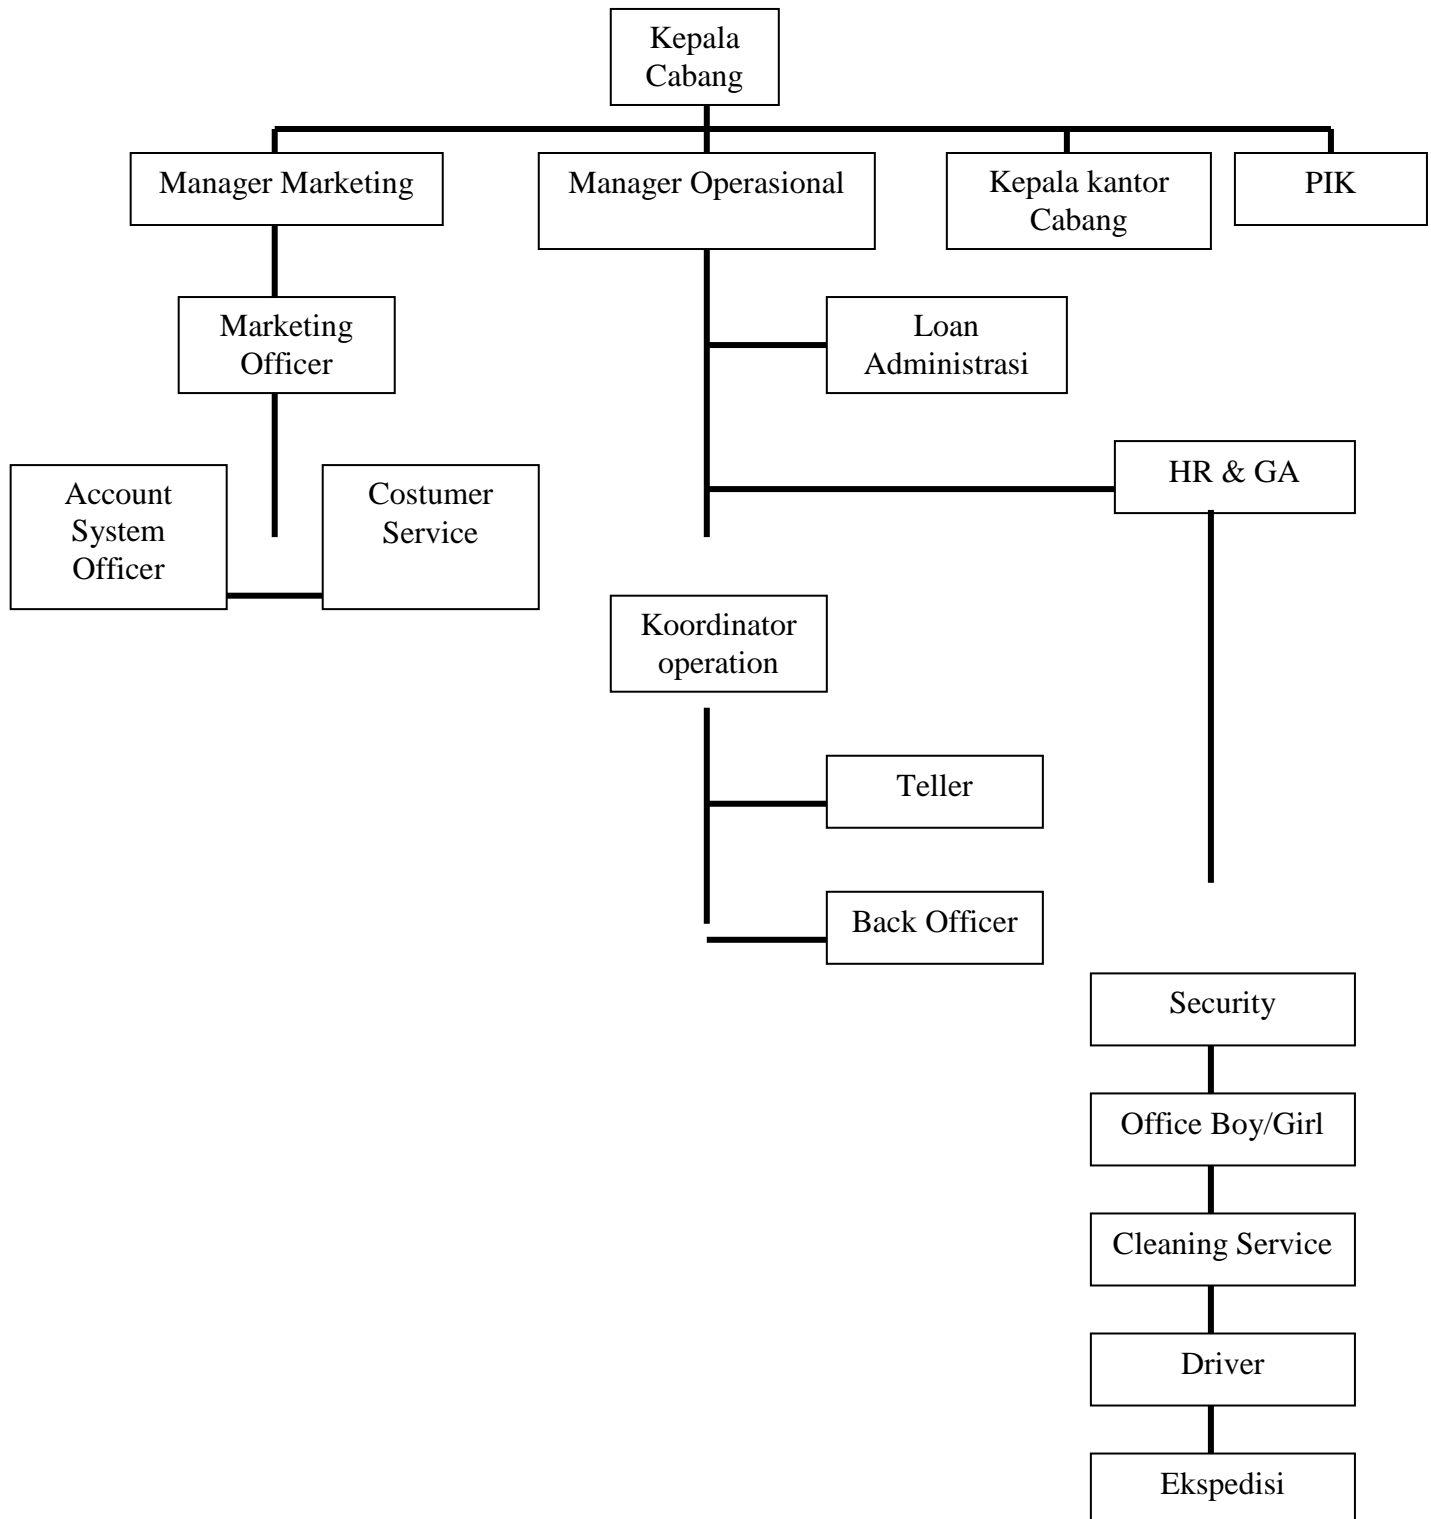 Kepala
Cabang
Manager Marketing
Manager Operasional
Kepala kantor
Cabang
PIK
Marketing
Officer
Loan
Administrasi
HR & GA
Account
System
Officer
Costumer
Service
Koordinator
operation
Teller
Back Officer
Security
Office Boy/Girl
Cleaning Service
Driver
Ekspedisi